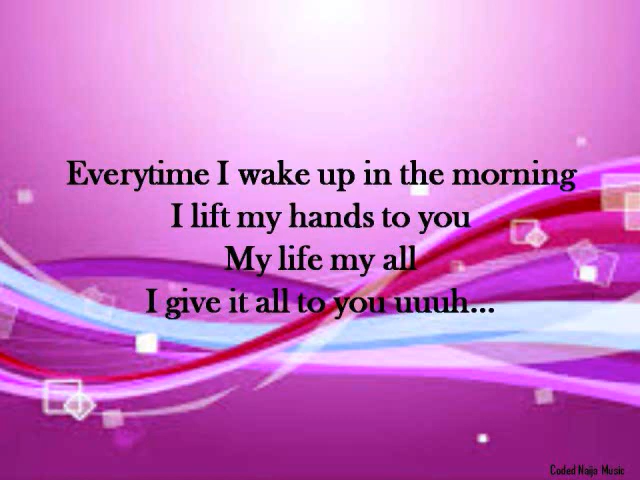 Everytime I wake up in the morning
I lift my hands to you
My life my all
I give it all to you uuuh...
Coded Naija Music